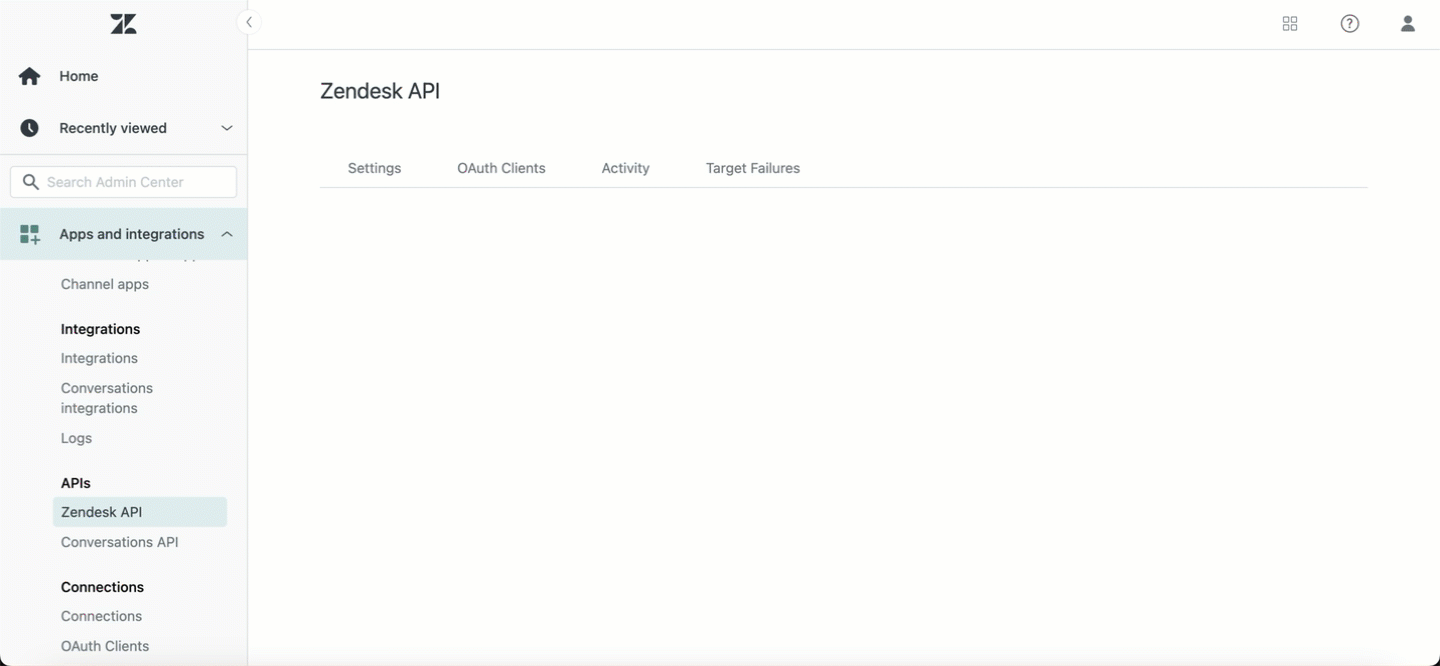 Home
Recently viewed
Search Admin Center
Apps and integrations
Channel apps
Integrations
Integrations
Conversations
integrations
Logs
APIs
Zendesk API
Conversations API
Connections
Connections
OAuth Clients
Zendesk API
Settings OAuth Clients Activity Target Failures